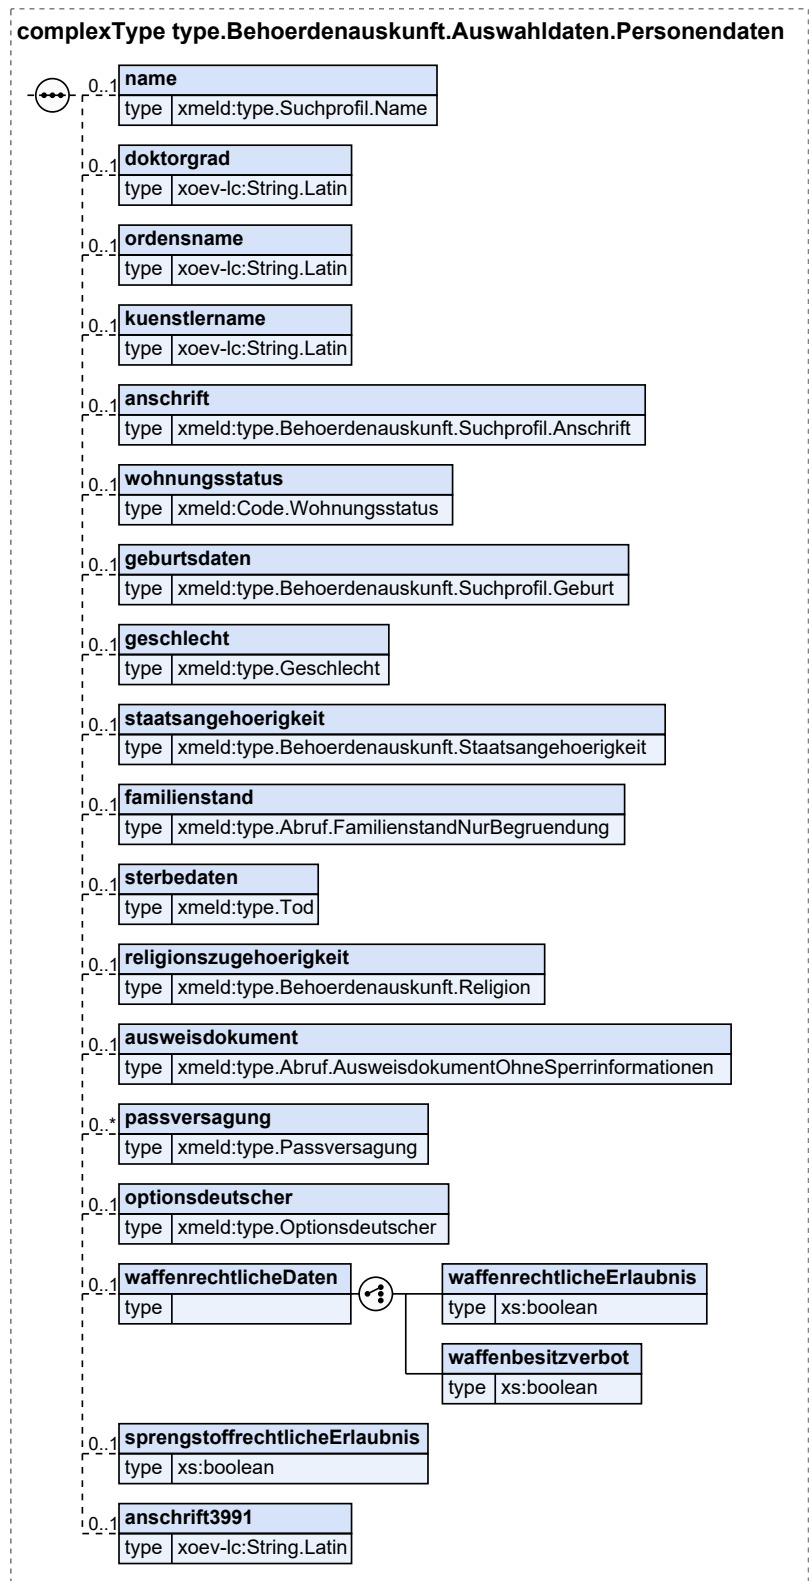 complexType type.Behoerdenauskunft.Auswahldaten.Personendaten
0..1 name
type xmeld:type.Suchprofil.Name
0..1 doktorgrad
type xoev-lc:String.Latin
0..1 ordensname
type xoev-lc:String.Latin
0..1 kuenstlername
type xoev-lc:String.Latin
0..1 anschrift
type xmeld:type.Behoerdenauskunft.Suchprofil.Anschrift
0..1 wohnungsstatus
type xmeld:Code.Wohnungsstatus
0..1 geburtsdaten
type xmeld:type.Behoerdenauskunft.Suchprofil.Geburt
0..1 geschlecht
type xmeld:type.Geschlecht
0..1 staatsangehoerigkeit
type xmeld:type.Behoerdenauskunft.Staatsangehoerigkeit
0..1 familienstand
type xmeld:type.Abruf.FamilienstandNurBegruendung
0..1 sterbedaten
type xmeld:type.Tod
0..1 religionszugehoerigkeit
type xmeld:type.Behoerdenauskunft.Religion
0..1 ausweisdokument
type xmeld:type.Abruf.AusweisdokumentOhneSperrinformationen
0..* passversagung
type xmeld:type.Passversagung
0..1 optionsdeutscher
type xmeld:type.Optionsdeutscher
0..1 waffenrechtlicheDaten
type
waffenrechtlicheErlaubnis
type xs:boolean
waffenbesitzverbot
type xs:boolean
0..1 sprengstoffrechtlicheErlaubnis
type xs:boolean
0..1 anschrift3991
type xoev-lc:String.Latin